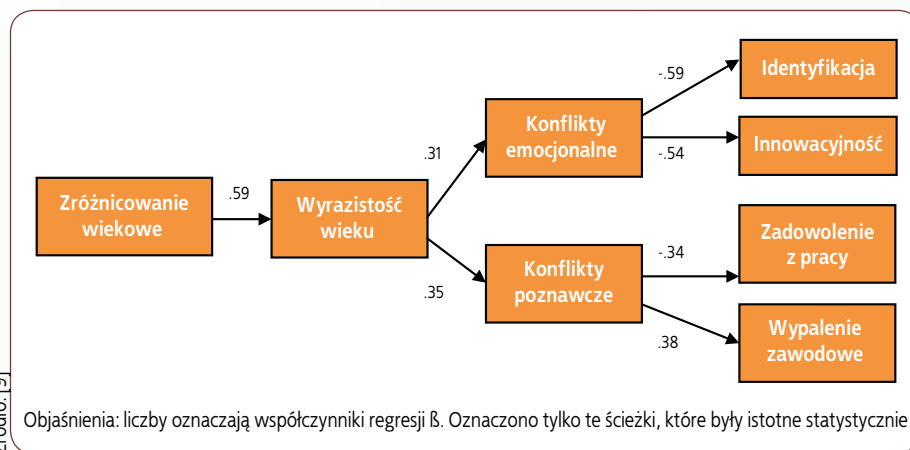 Zróżnicowanie
wiekowe
.59
Wyrazistość
wieku
.31
.35
Konflikty
emocjonalne
Konflikty
poznawcze
-.59
-.54
-.34
.38
Identyfikacja
Innowacyjność
Zadowolenie
z pracy
Wypalenie
zawodowe
Objaśnienia: liczby oznaczają współczynniki regresji ß. Oznaczono tylko te ścieżki, które były istotne statystycznie
[9]